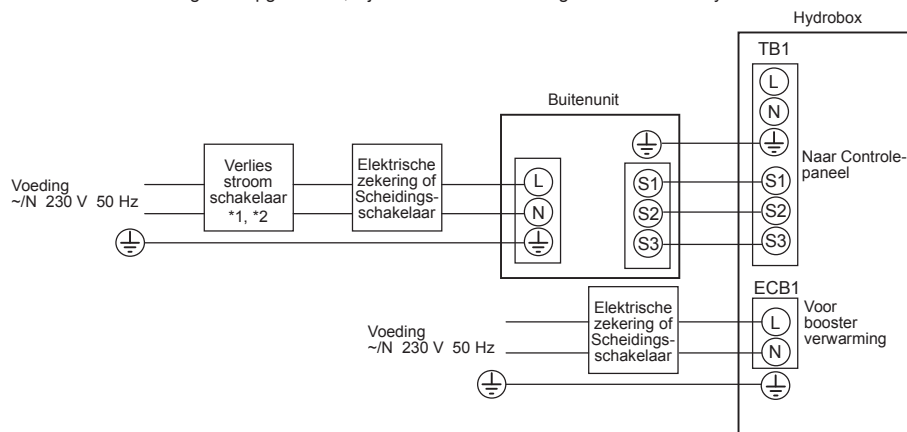 Hydrobox
TB1
L
N
Buitenunit
Naar Controle-
paneel
Voeding
~/N 230 V 50 Hz
Verlies
stroom
schakelaar
*1, *2
Elektrische
zekering of
Scheidings-
schakelaar
L
N
S1
S2
S3
S1
S2
S3
ECB1
Voor
booster
verwarming
L
N
Elektrische
zekering of
Scheidings-
schakelaar
Voeding
~/N 230 V 50 Hz